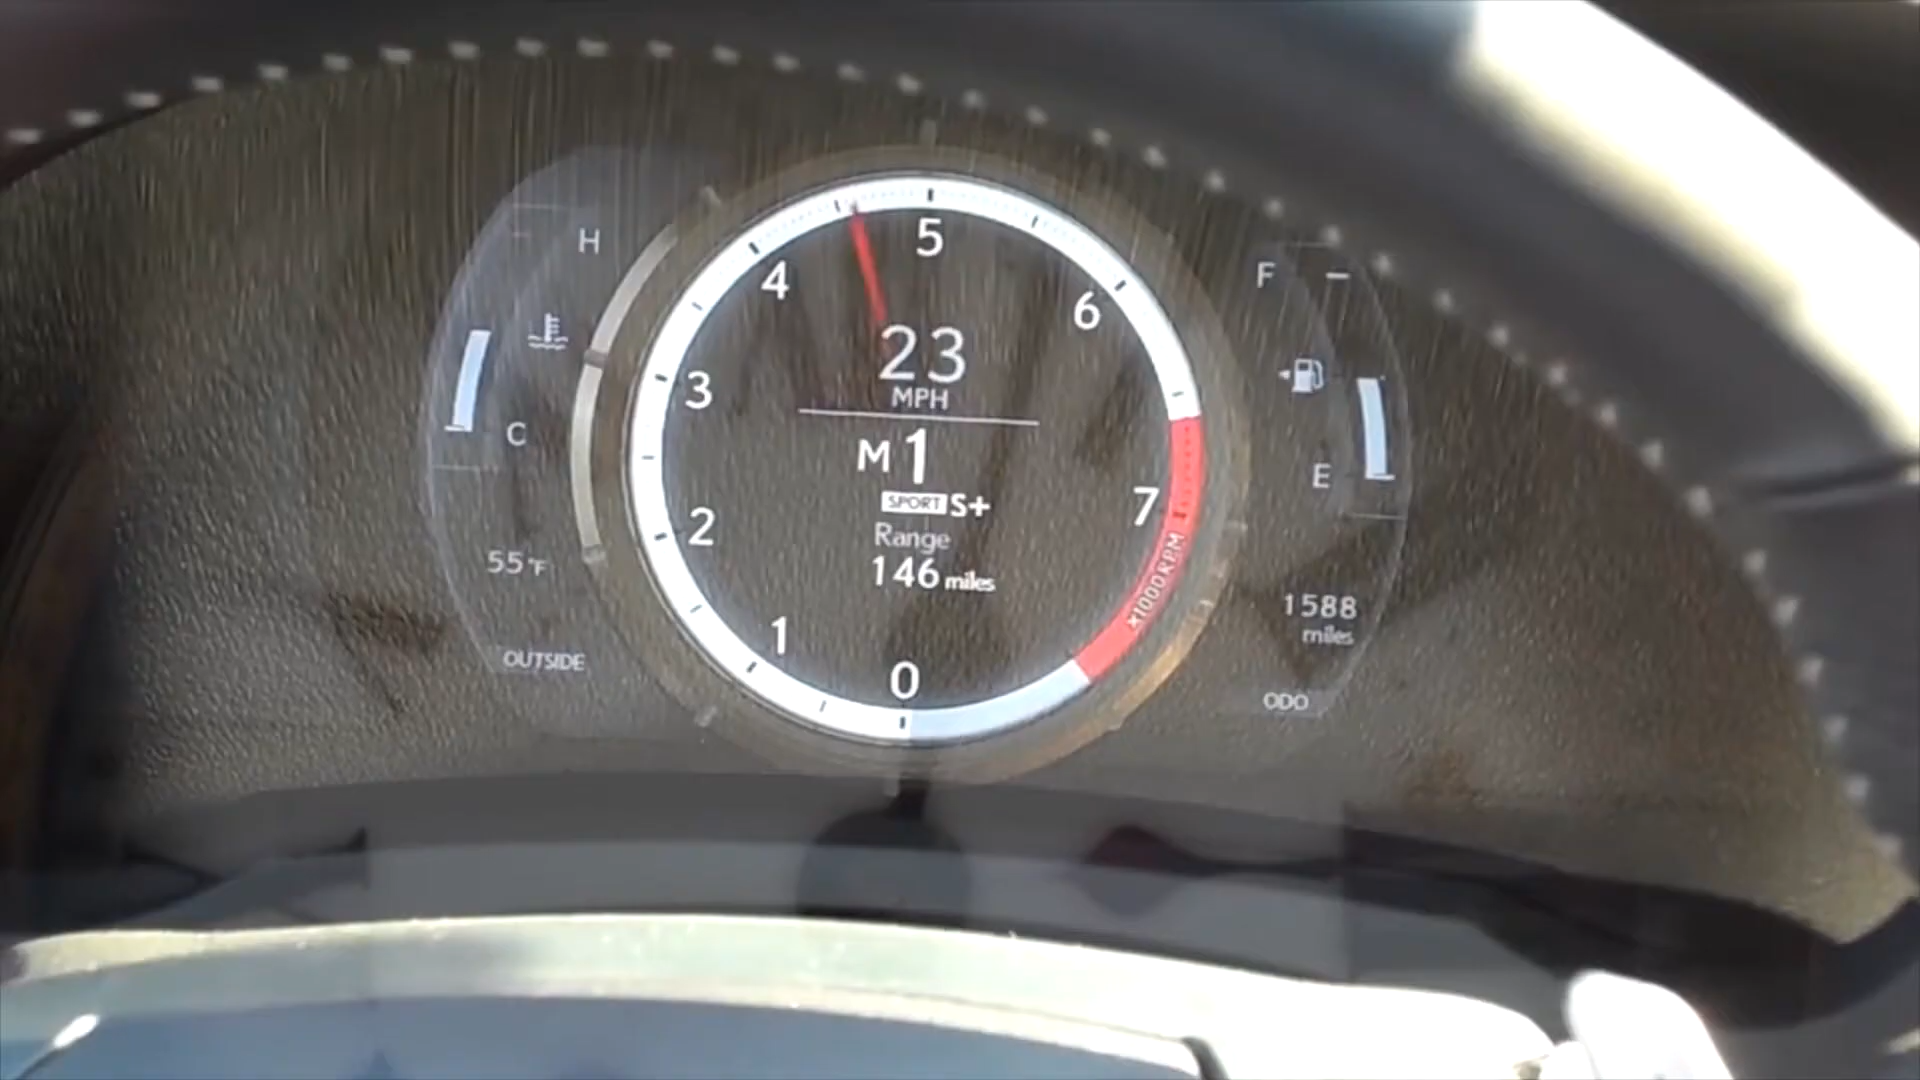 H
C
55°F
OUTSIDE
0
1
2
3
4
5
6
7
x1000RPM
23
MPH
M 1
SPORT S+
Range
146 miles
F
E
1588
miles
ODO